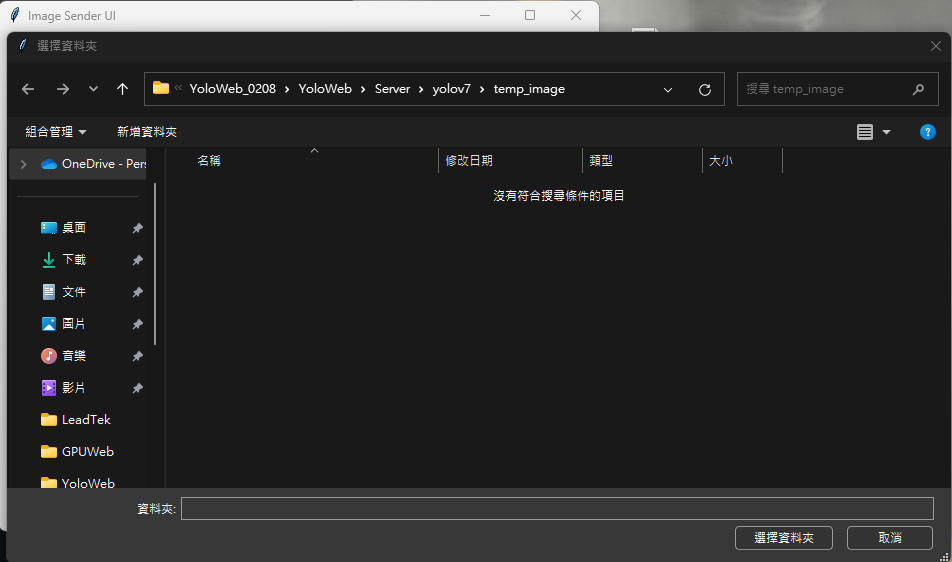 Image Sender UI
選擇資料夾
« YoloWeb_0208 › YoloWeb › Server › yolov7 › temp_image
搜尋 temp_image
組合管理 新增資料夾
?
OneDrive - Pers
名稱 修改日期 類型 大小
沒有符合搜尋條件的項目
桌面
下載
文件
圖片
音樂
影片
LeadTek
GPUWeb
YoloWeb
資料夾:
選擇資料夾 取消